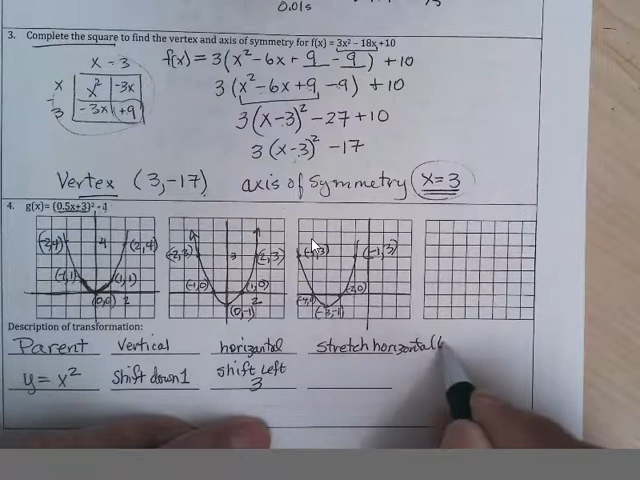 0.01s
3. Complete the square to find the vertex and axis of symmetry for f(x) = 3x² – 18x +10
x - 3
f(x) = 3(x² - 6x + 9 - 9) + 10
x x² -3x
3(x² - 6x + 9 - 9) + 10
-3 -3x +9
3(x-3)² - 27 + 10
3(x-3)² - 17
Vertex (3,-17) axis of symmetry x = 3
4. g(x)= (0.5x+3)² - 1
(-2,4) 4 (2,4) (-2,3) 3 (2,3) (-1,3)
(-1,1) (1,1) (-1,0) (1,0) (-2,0)
(0,0) 2 (0,-1) 2 (-4,0) (-3,-1)
Description of transformation:
Parent vertical horizontal stretch horizontal
y = x² shift down 1 shift left
3